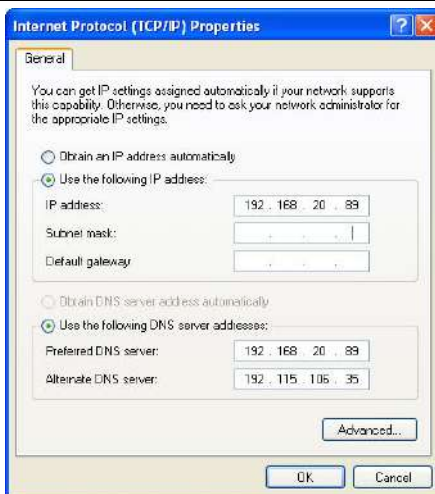 Internet Protocol (TCP/IP) Properties
General
You can get IP settings assigned automatically if your network supports
this capability. Otherwise, you need to ask your network administrator for
the appropriate IP settings.
Obtain an IP address automatically
Use the following IP address:
IP address: 192 . 168 . 20 . 89
Subnet mask: . . .
Default gateway: . . .
Obtain DNS server address automatically
Use the following DNS server addresses:
Preferred DNS server: 192 . 168 . 20 . 89
Alternate DNS server: 192 . 115 . 106 . 35
Advanced...
OK Cancel